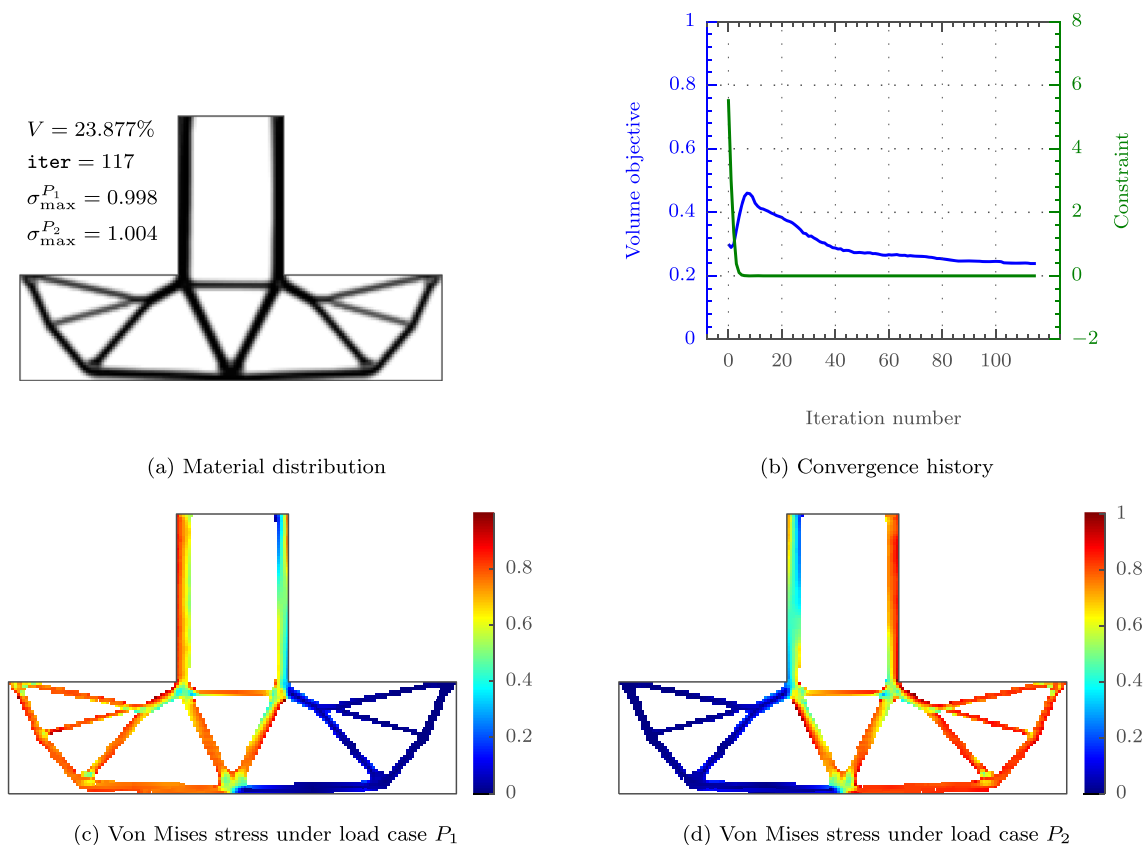 V = 23.877%
iter = 117
σ_max^{P_1} = 0.998
σ_max^{P_2} = 1.004
(a) Material distribution
1
0.8
0.6
0.4
0.2
0
Volume objective
8
6
4
2
0
−2
Constraint
0 20 40 60 80 100
Iteration number
(b) Convergence history
0.8
0.6
0.4
0.2
0
(c) Von Mises stress under load case P_1
1
0.8
0.6
0.4
0.2
0
(d) Von Mises stress under load case P_2